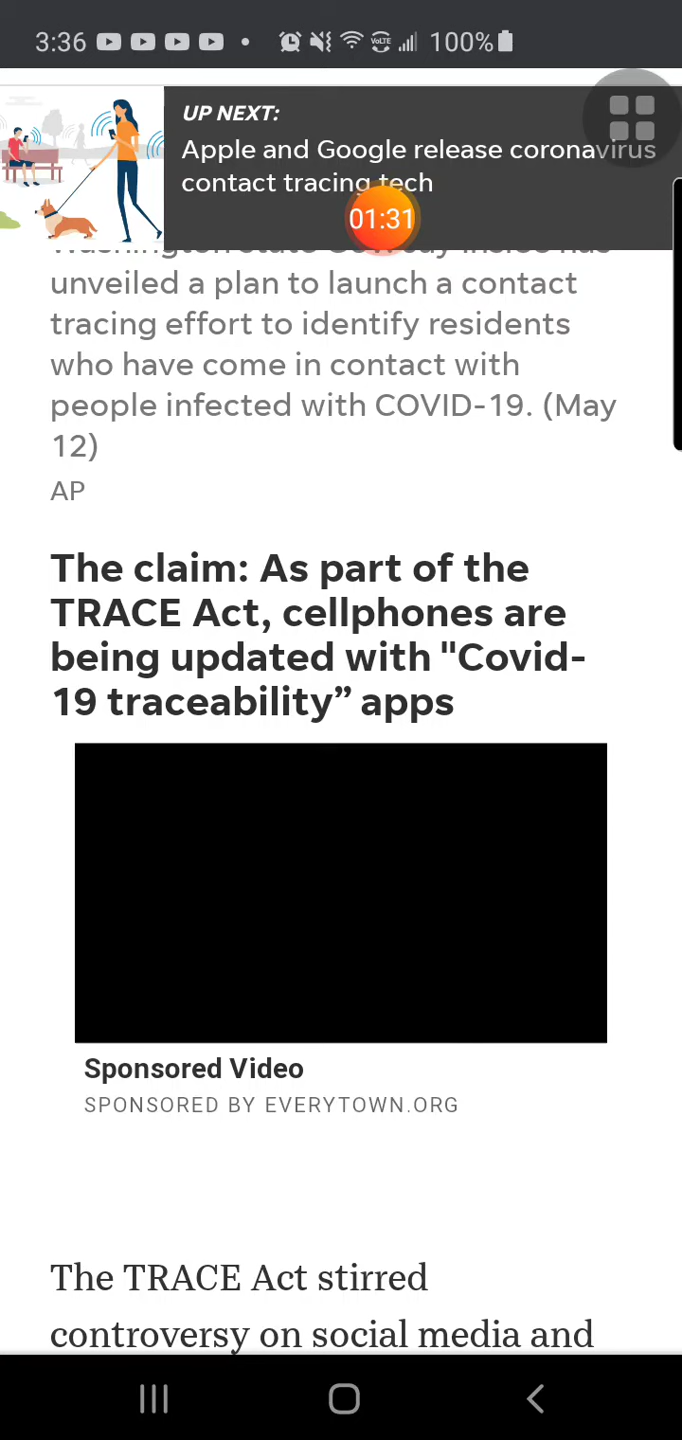 3:36
VoLTE
100%
UP NEXT:
Apple and Google release coronavirus
contact tracing tech
01:31
unveiled a plan to launch a contact
tracing effort to identify residents
who have come in contact with
people infected with COVID-19. (May
12)
AP
The claim: As part of the
TRACE Act, cellphones are
being updated with "Covid-
19 traceability” apps
Sponsored Video
SPONSORED BY EVERYTOWN.ORG
The TRACE Act stirred
controversy on social media and